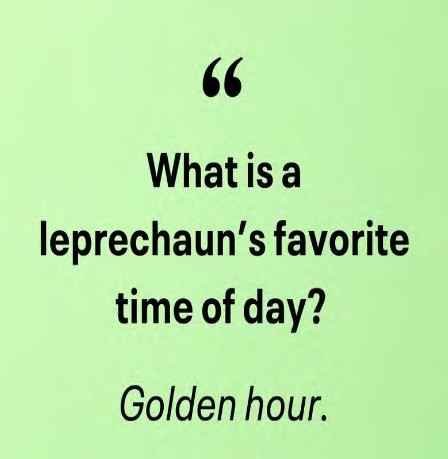 “
What is a
leprechaun’s favorite
time of day?
Golden hour.